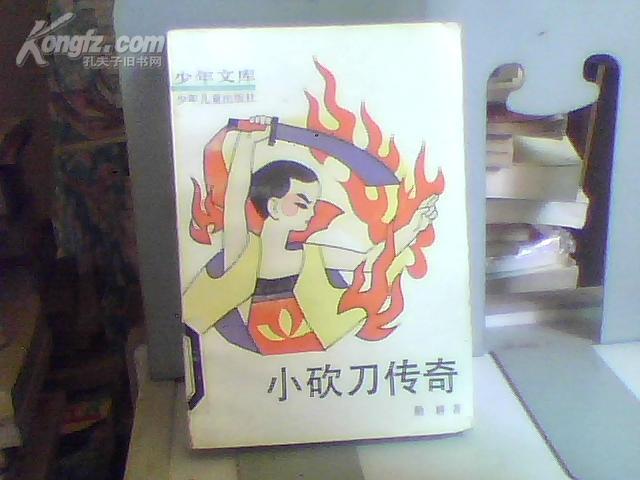 Kongfz.com
孔夫子旧书网
少年文库
少年儿童出版社
小砍刀传奇
著